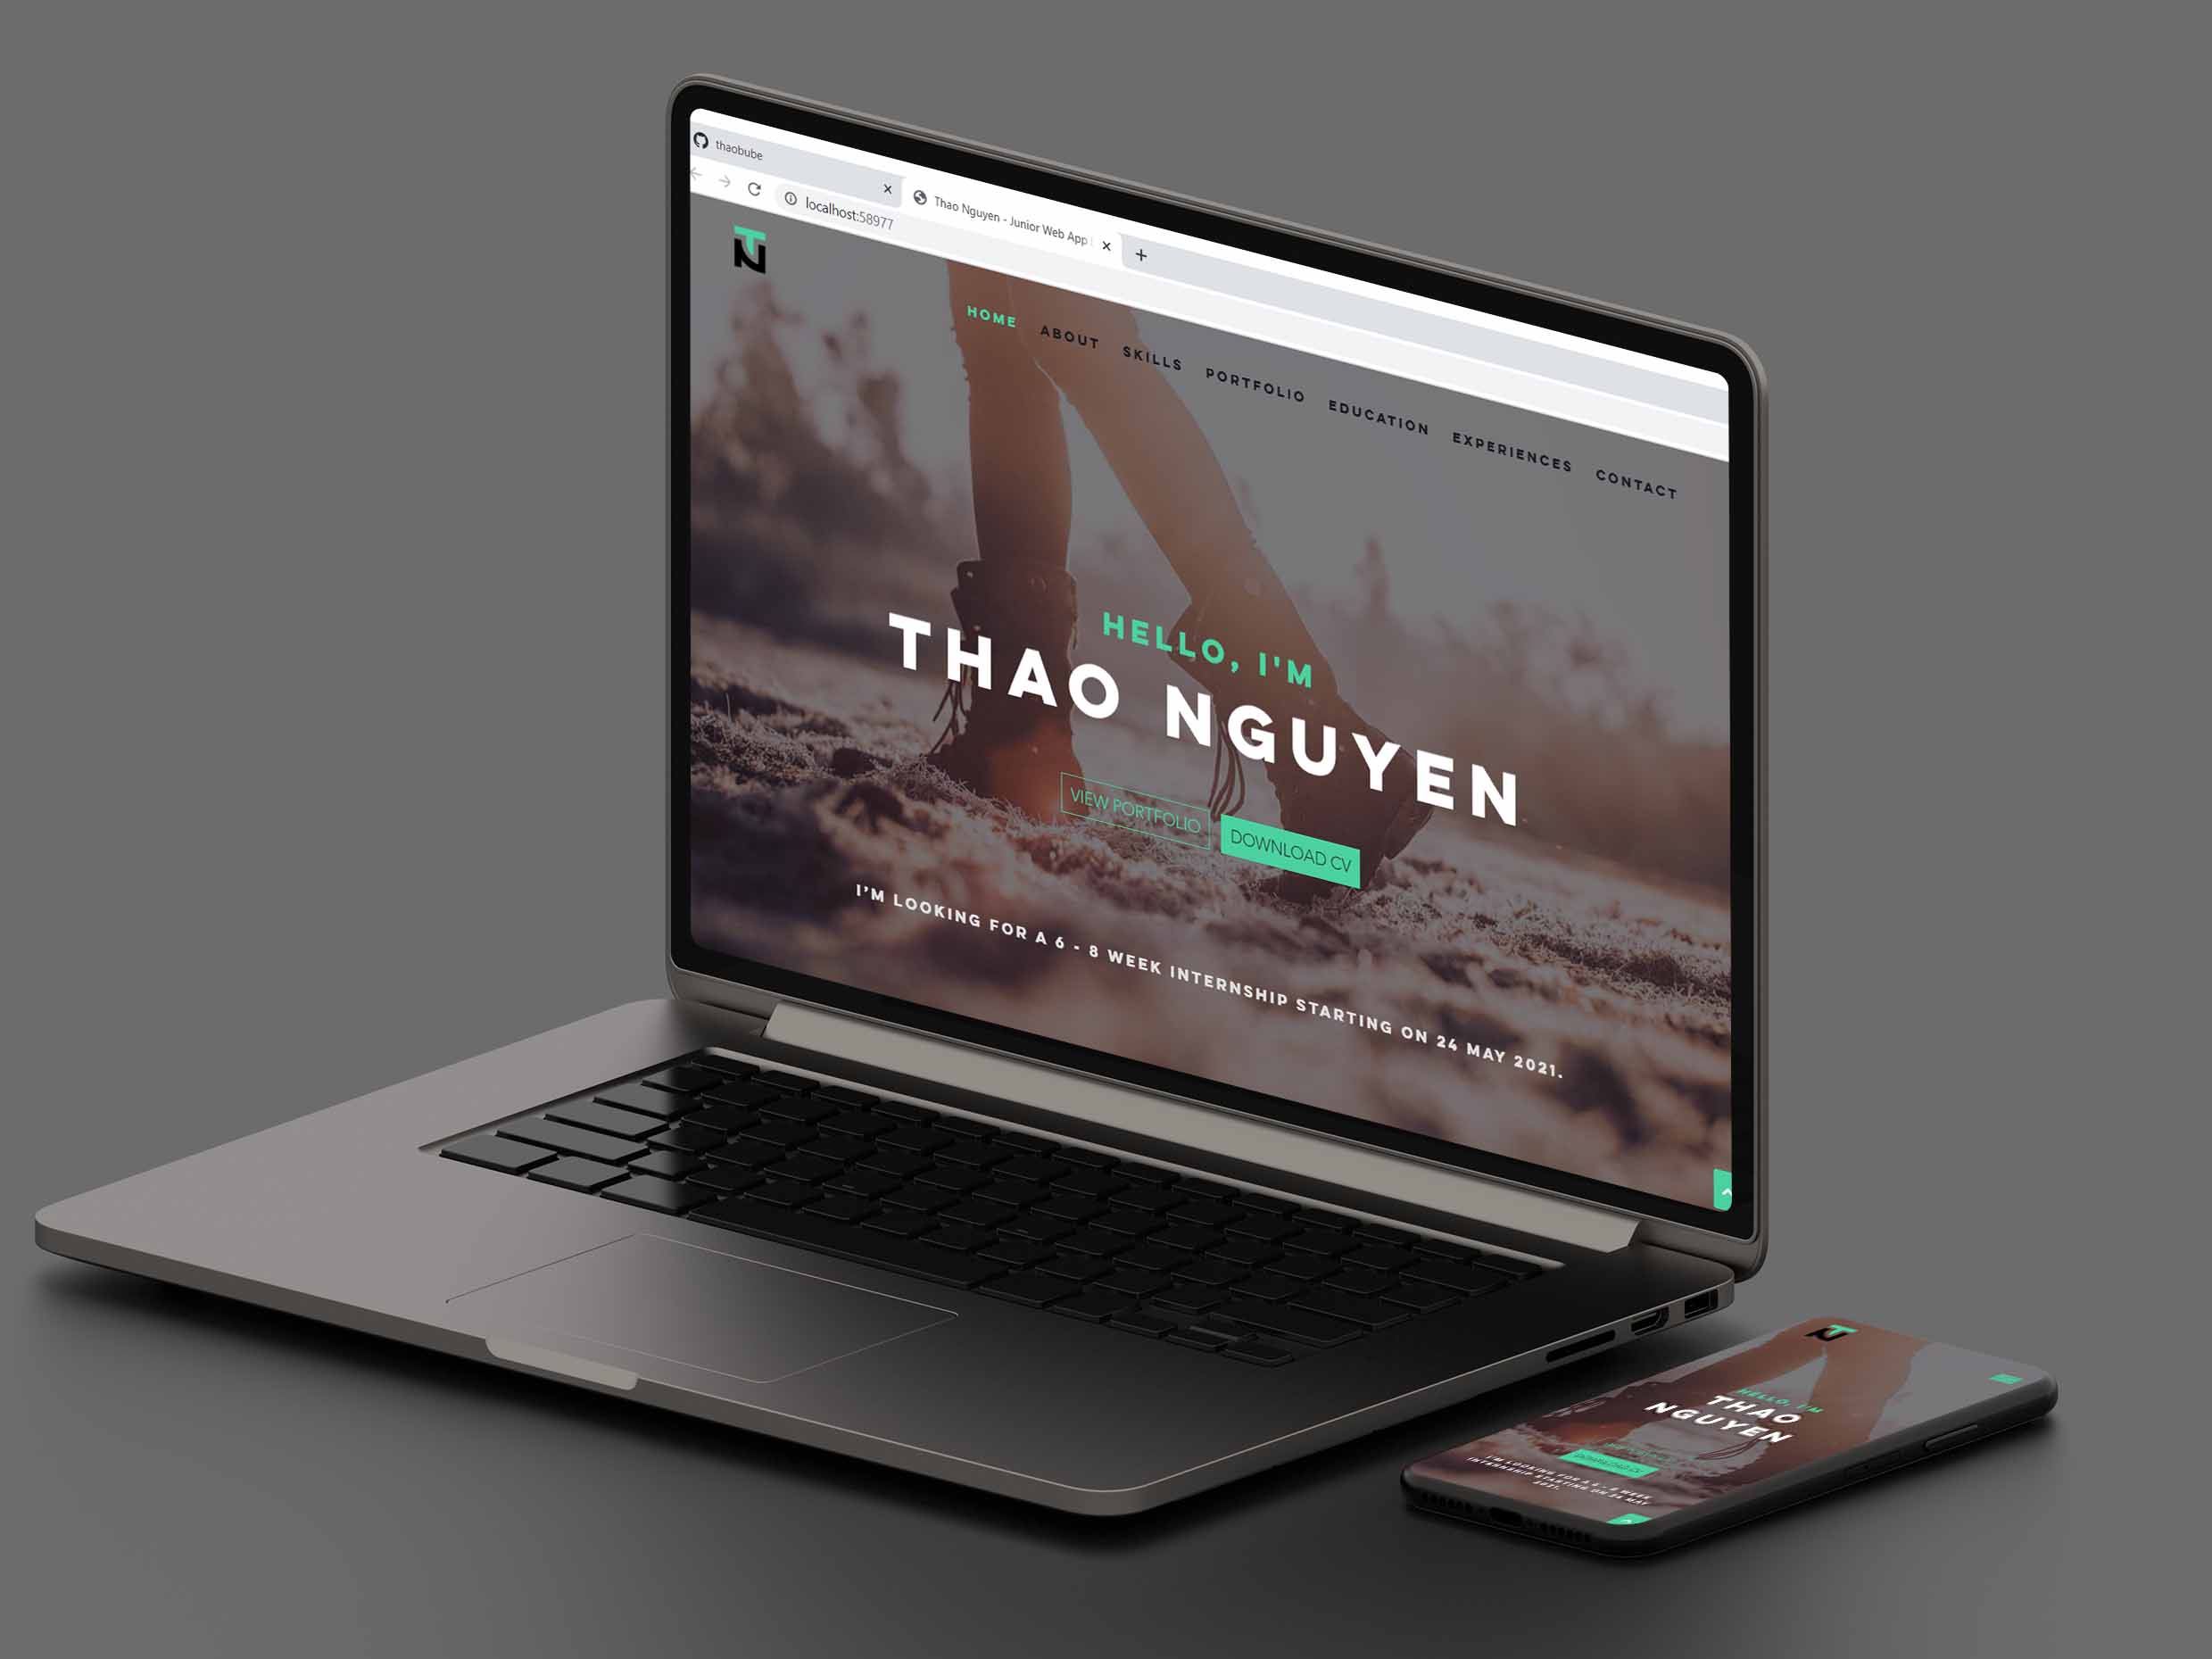 thaobube
Thao Nguyen - Junior Web App
localhost:58977
TN
HOME ABOUT SKILLS PORTFOLIO EDUCATION EXPERIENCES CONTACT
HELLO, I'M
THAO NGUYEN
VIEW PORTFOLIO DOWNLOAD CV
I'M LOOKING FOR A 6 - 8 WEEK INTERNSHIP STARTING ON 24 MAY 2021.
TN
HELLO, I'M
THAO
NGUYEN
DOWNLOAD CV
I'M LOOKING FOR A 6 - 8 WEEK
INTERNSHIP STARTING ON 24 MAY
2021.